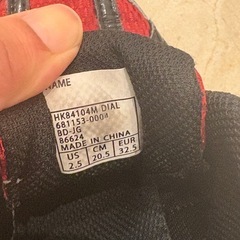 NAME
HK84104M DIAL
681153-0004
BD-JG
86624
MADE IN CHINA
US CM EUR
2.5 20.5 32.5